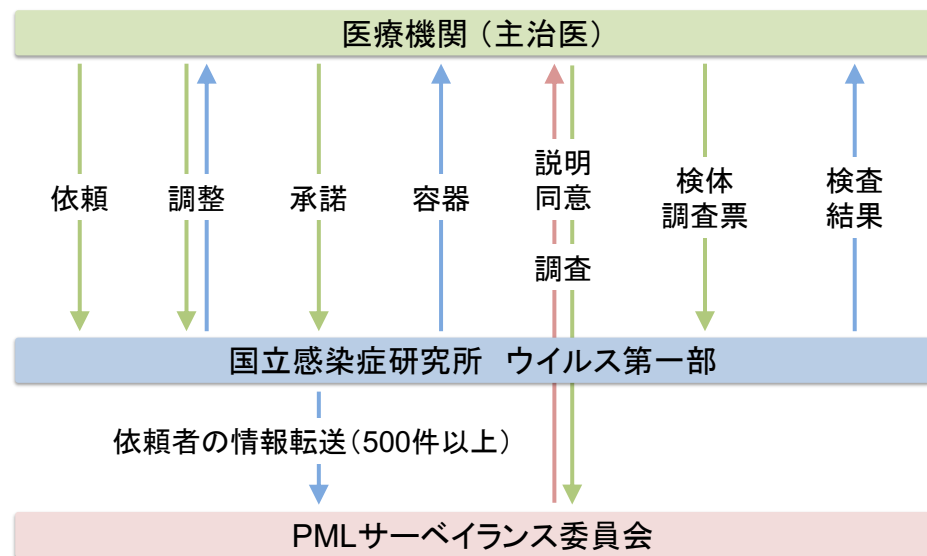 医療機関（主治医）
依頼
調整
承諾
容器
説明
同意
調査
検体
調査票
検査
結果
国立感染症研究所　ウイルス第一部
依頼者の情報転送（500件以上）
PMLサーベイランス委員会